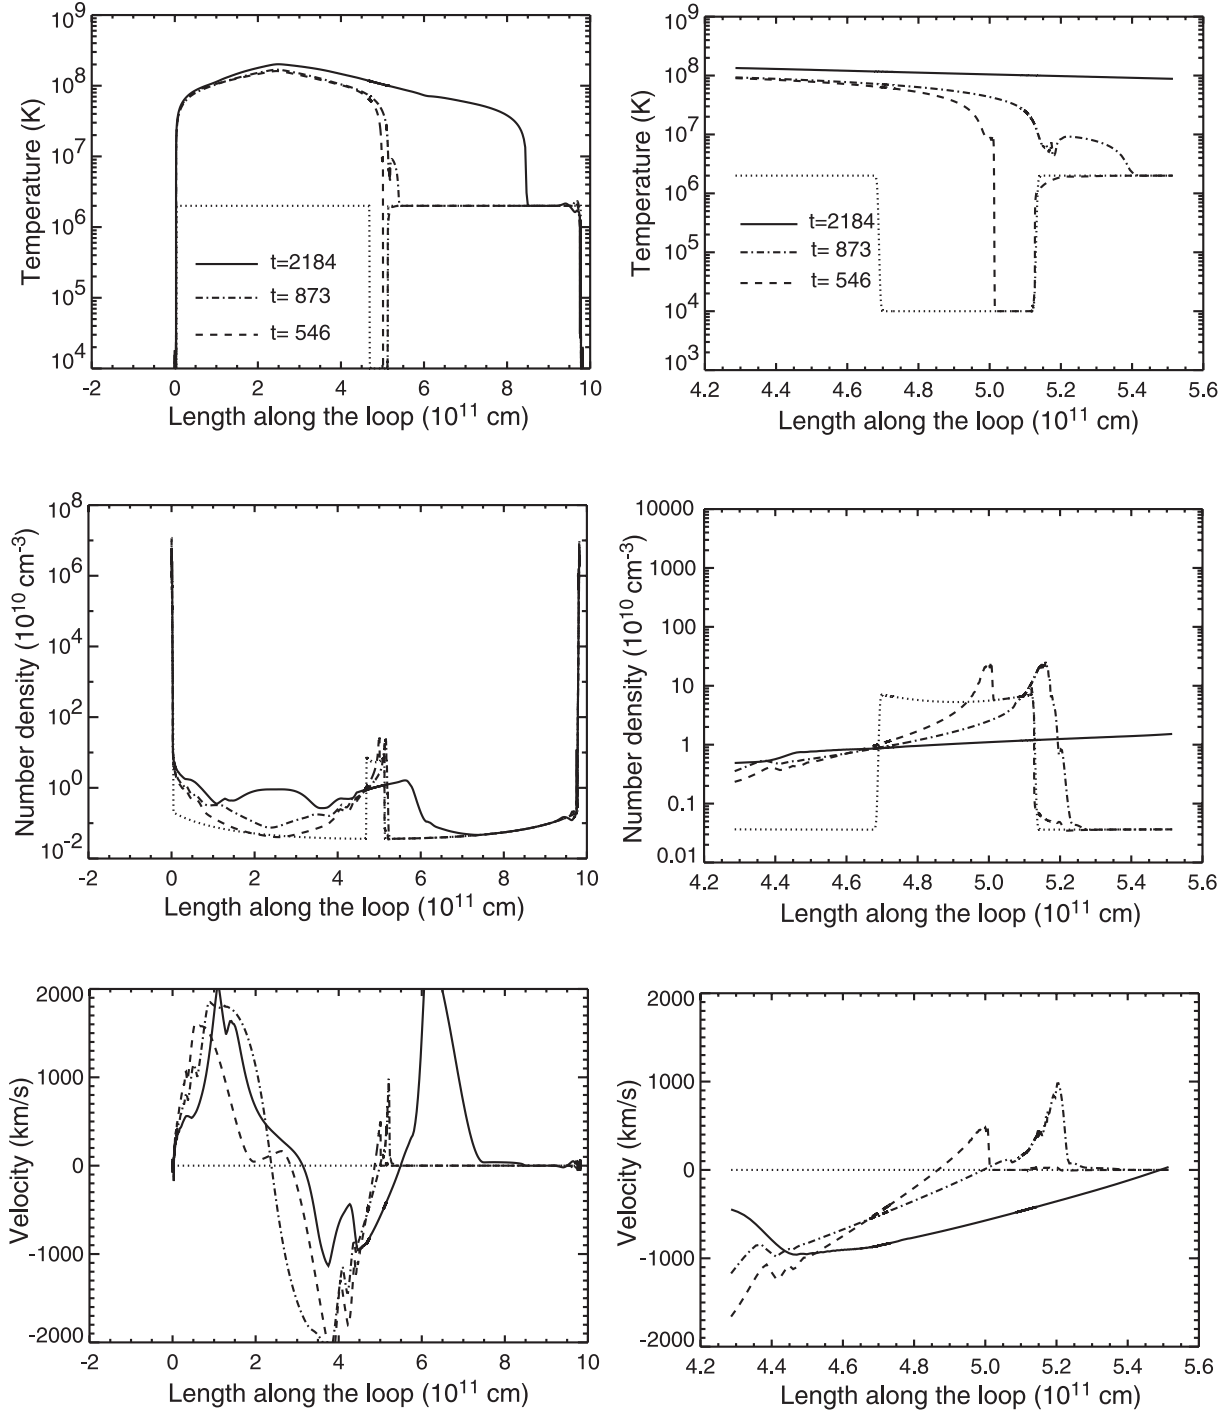 10⁹
10⁸
10⁷
10⁶
10⁵
10⁴
Temperature (K)
t=2184
t= 873
t= 546
-2 0 2 4 6 8 10
Length along the loop (10¹¹ cm)
10⁹
10⁸
10⁷
10⁶
10⁵
10⁴
10³
Temperature (K)
t=2184
t= 873
t= 546
4.2 4.4 4.6 4.8 5.0 5.2 5.4 5.6
Length along the loop (10¹¹ cm)
10⁸
10⁶
10⁴
10²
10⁰
10⁻²
Number density (10¹⁰ cm⁻³)
-2 0 2 4 6 8 10
Length along the loop (10¹¹ cm)
10000
1000
100
10
1
0.1
0.01
Number density (10¹⁰ cm⁻³)
4.2 4.4 4.6 4.8 5.0 5.2 5.4 5.6
Length along the loop (10¹¹ cm)
2000
1000
0
-1000
-2000
Velocity (km/s)
-2 0 2 4 6 8 10
Length along the loop (10¹¹ cm)
2000
1000
0
-1000
-2000
Velocity (km/s)
4.2 4.4 4.6 4.8 5.0 5.2 5.4 5.6
Length along the loop (10¹¹ cm)